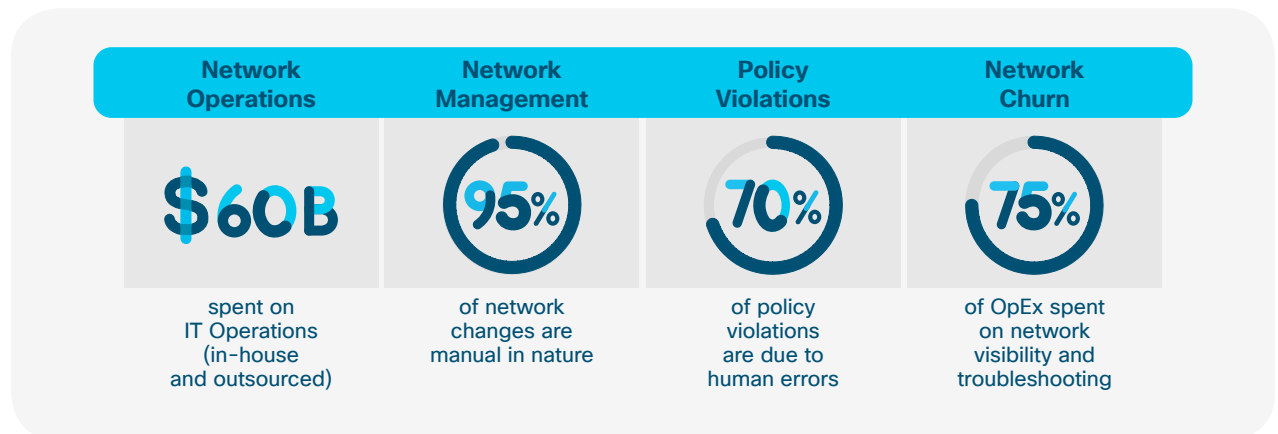 Network
Operations
Network
Management
Policy
Violations
Network
Churn
$60B
95%
70%
75%
spent on
IT Operations
(in-house
and outsourced)
of network
changes are
manual in nature
of policy
violations
are due to
human errors
of OpEx spent
on network
visibility and
troubleshooting